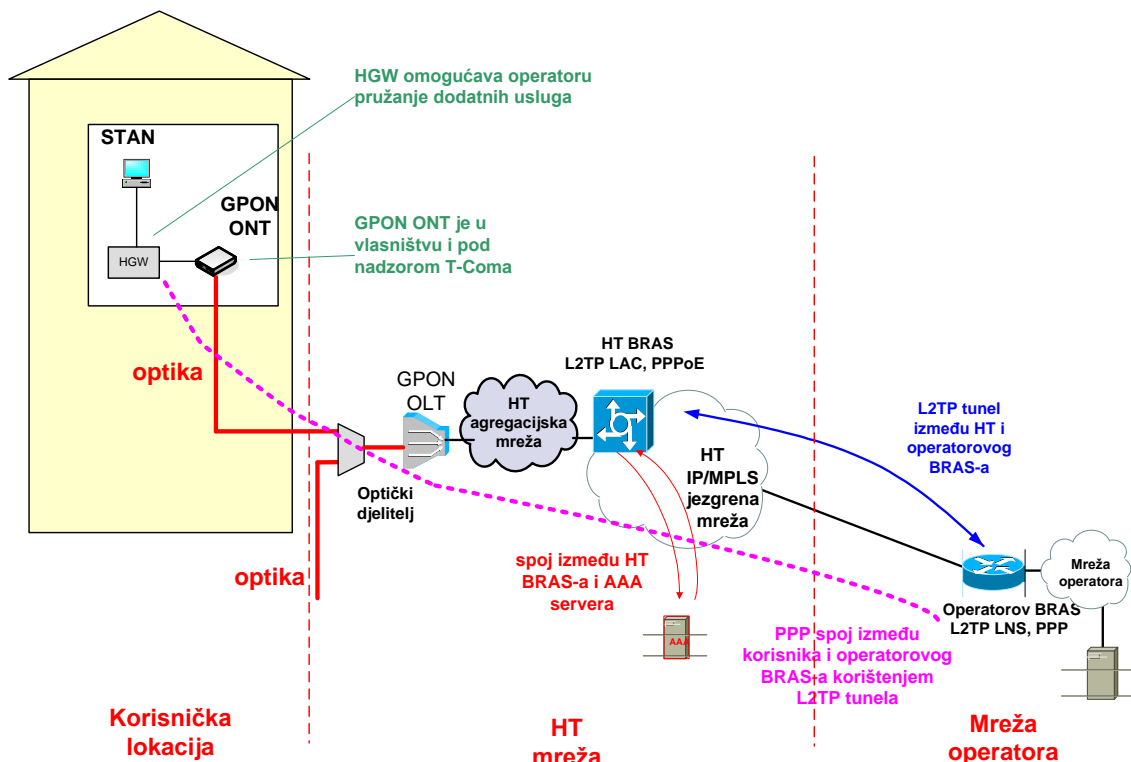 HGW omogućava operatoru
pružanje dodatnih usluga
STAN
GPON
ONT
HGW
GPON ONT je u
vlasništvu i pod
nadzorom T-Coma
optika
optika
Optički
djelitelj
GPON
OLT
HT
agregacijska
mreža
HT BRAS
L2TP LAC, PPPoE
HT
IP/MPLS
jezgrena
mreža
L2TP tunel
između HT i
operatorovog
BRAS-a
spoj između HT
BRAS-a i AAA
servera
AAA
Mreža
operatora
Operatorov BRAS
L2TP LNS, PPP
PPP spoj između
korisnika i operatorovog
BRAS-a korištenjem
L2TP tunela
Korisnička
lokacija
HT
mreža
Mreža
operatora